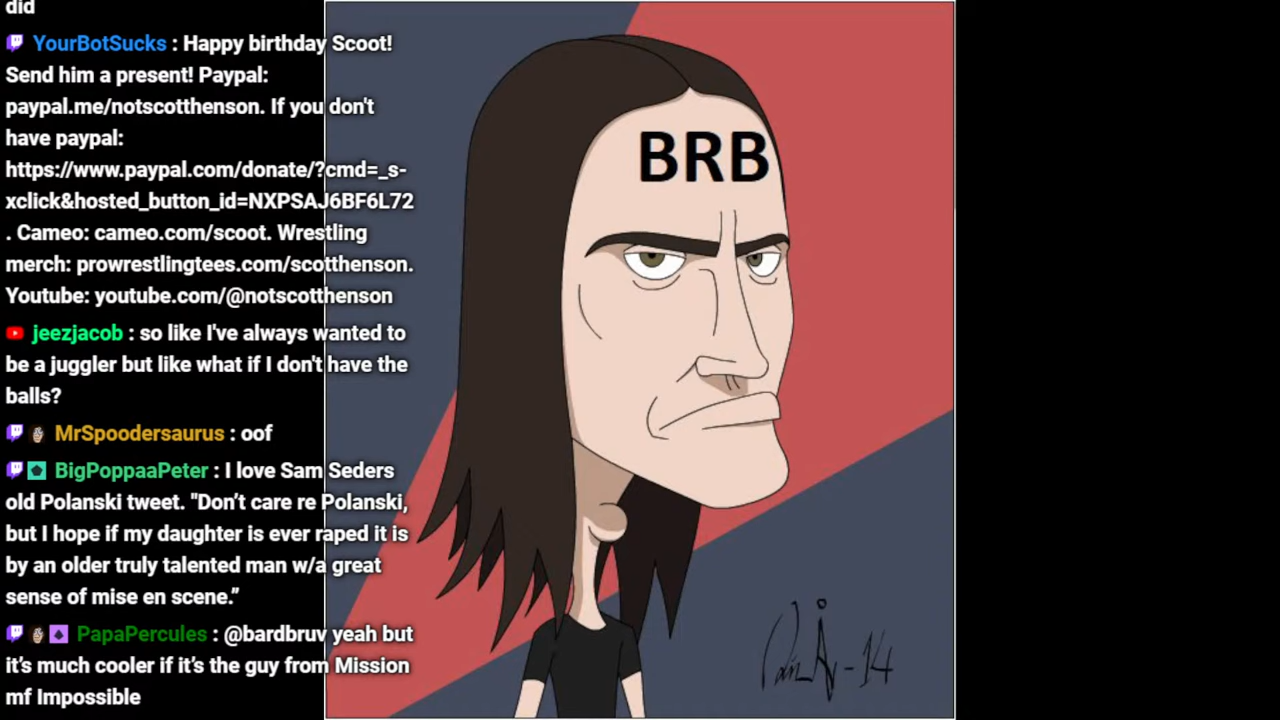 did
YourBotSucks : Happy birthday Scoot!
Send him a present! Paypal:
paypal.me/notscotthenson. If you don't
have paypal:
https://www.paypal.com/donate/?cmd=_s-
xclick&hosted_button_id=NXPSAJ6BF6L72
. Cameo: cameo.com/scoot. Wrestling
merch: prowrestlingtees.com/scotthenson.
Youtube: youtube.com/@notscotthenson
jeezjacob : so like I've always wanted to
be a juggler but like what if I don't have the
balls?
MrSpoodersaurus : oof
BigPoppaaPeter : I love Sam Seders
old Polanski tweet. "Don’t care re Polanski,
but I hope if my daughter is ever raped it is
by an older truly talented man w/a great
sense of mise en scene.”
PapaPercules : @bardbruv yeah but
it’s much cooler if it’s the guy from Mission
mf Impossible
BRB
-14